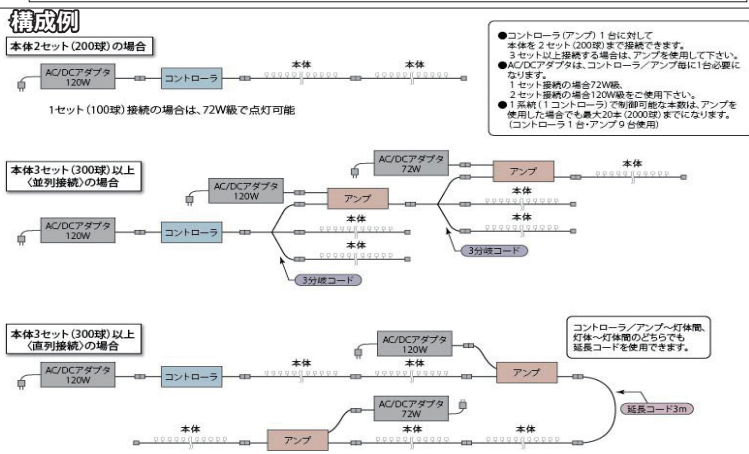 構成例
本体2セット(200球)の場合
AC/DCアダプタ
120W
コントローラ
本体
本体
1セット(100球)接続の場合は、72W級で点灯可能
●コントローラ(アンプ)1台に対して
本体を2セット(200球)まで接続できます。
3セット以上接続する場合は、アンプを使用して下さい。
●AC/DCアダプタは、コントローラ/アンプ毎に1台必要に
なります。
1セット接続の場合72W級、
2セット接続の場合120W級をご使用下さい。
●1系統(1コントローラ)で制御可能な本数は、アンプを
使用した場合でも最大20本(2000球)までになります。
(コントローラ1台・アンプ9台使用)
本体3セット(300球)以上
〈並列接続〉の場合
AC/DCアダプタ
120W
コントローラ
AC/DCアダプタ
120W
アンプ
本体
本体
3分岐コード
AC/DCアダプタ
72W
アンプ
本体
本体
本体
3分岐コード
本体3セット(300球)以上
〈直列接続〉の場合
AC/DCアダプタ
120W
コントローラ
本体
本体
AC/DCアダプタ
120W
アンプ
コントローラ/アンプ〜灯体間、
灯体〜灯体間のどちらでも
延長コードを使用できます。
延長コード3m
本体
アンプ
AC/DCアダプタ
72W
本体
本体